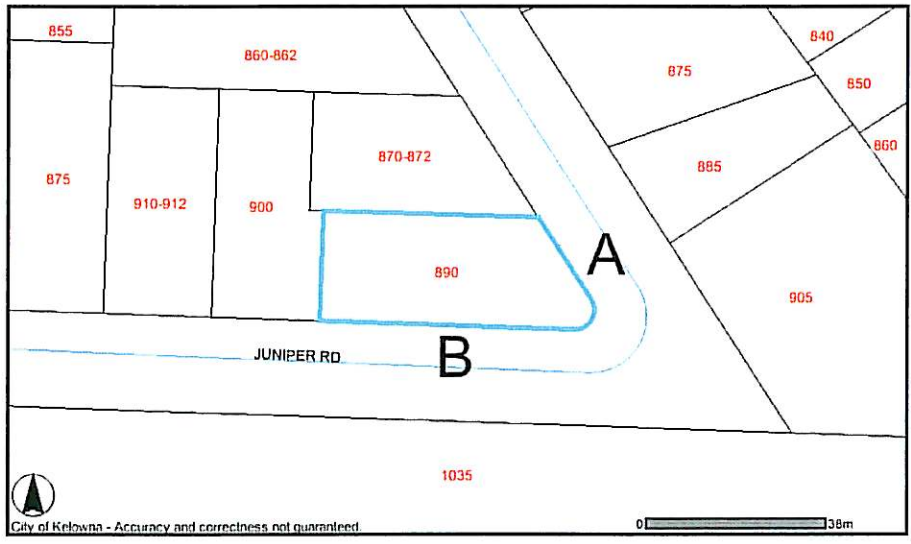 855
860-862
875
840
850
860
885
870-872
875
910-912
900
A
890
905
JUNIPER RD
B
1035
City of Kelowna - Accuracy and correctness not guaranteed.
0 38m